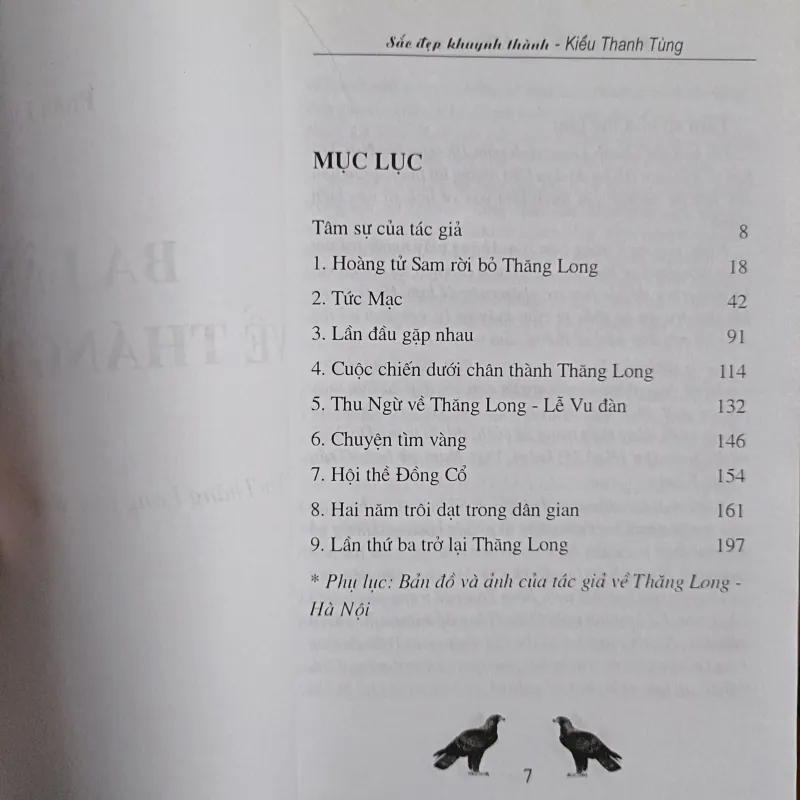 Sắc đẹp khuynh thành - Kiều Thanh Tùng
MỤC LỤC
Tâm sự của tác giả 8
1. Hoàng tử Sam rời bỏ Thăng Long 18
2. Tức Mạc 42
3. Lần đầu gặp nhau 91
4. Cuộc chiến dưới chân thành Thăng Long 114
5. Thu Ngừ về Thăng Long - Lễ Vu đàn 132
6. Chuyện tìm vàng 146
7. Hội thề Đồng Cổ 154
8. Hai năm trôi dạt trong dân gian 161
9. Lần thứ ba trở lại Thăng Long 197
* Phụ lục: Bản đồ và ảnh của tác giả về Thăng Long -
Hà Nội
7